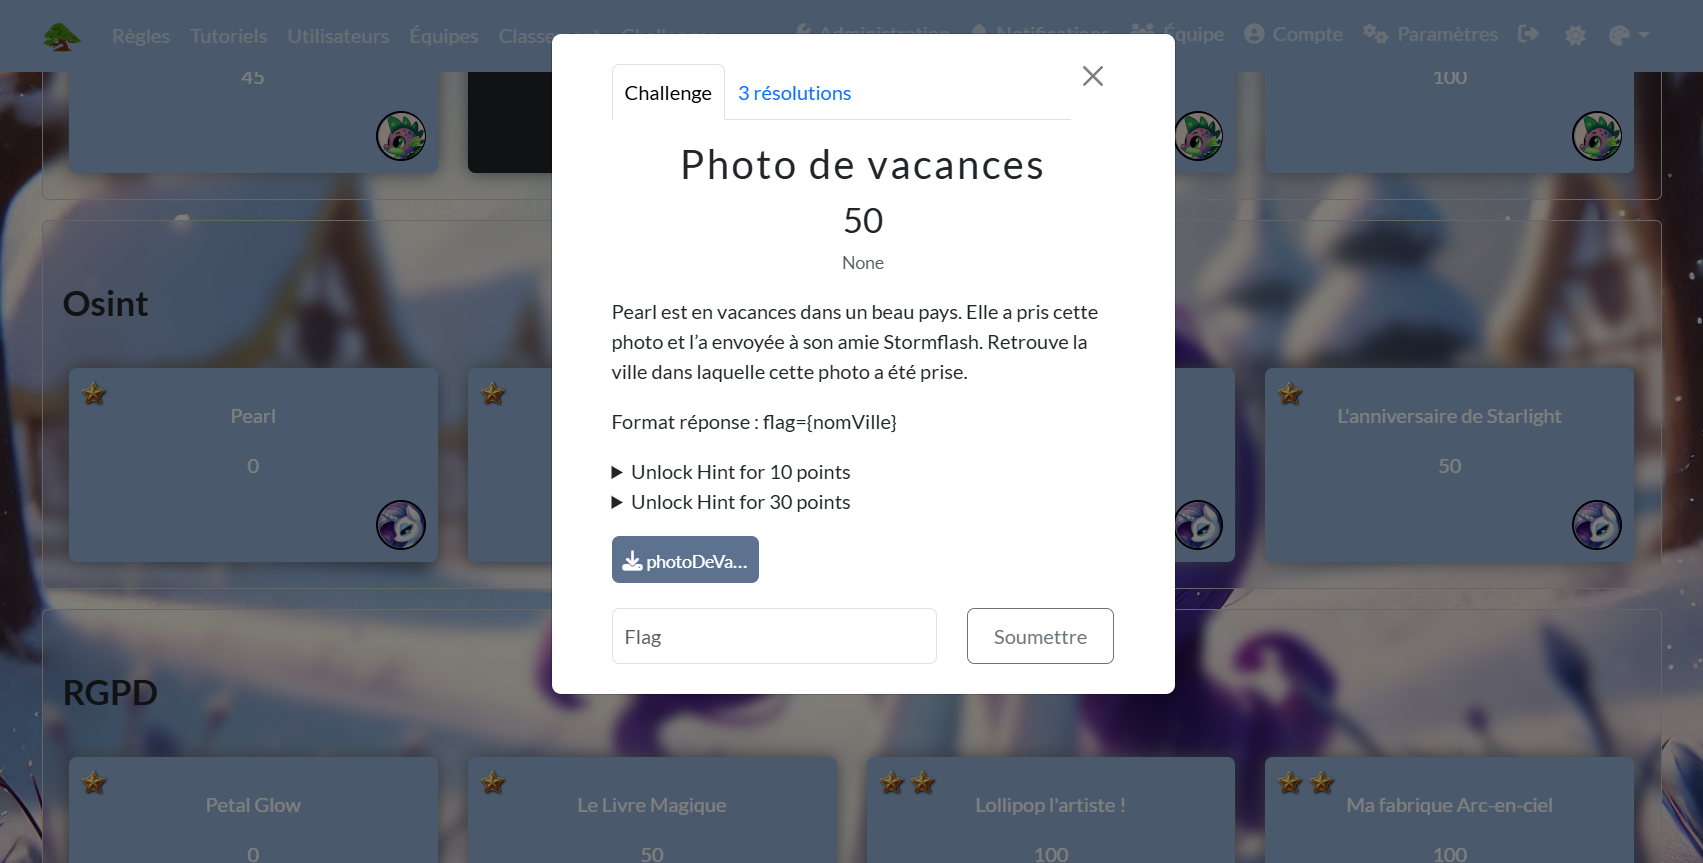 Règles Tutoriels Utilisateurs Équipes Classement Challenges Administration Notifications Équipe Compte Paramètres
45
100
Challenge
3 résolutions
Photo de vacances
50
None
Pearl est en vacances dans un beau pays. Elle a pris cette
photo et l’a envoyée à son amie Stormflash. Retrouve la
ville dans laquelle cette photo a été prise.
Format réponse : flag={nomVille}
Unlock Hint for 10 points
Unlock Hint for 30 points
photoDeVa...
Flag
Soumettre
Osint
Pearl
0
L'anniversaire de Starlight
50
RGPD
Petal Glow
0
Le Livre Magique
50
Lollipop l'artiste !
100
Ma fabrique Arc-en-ciel
100